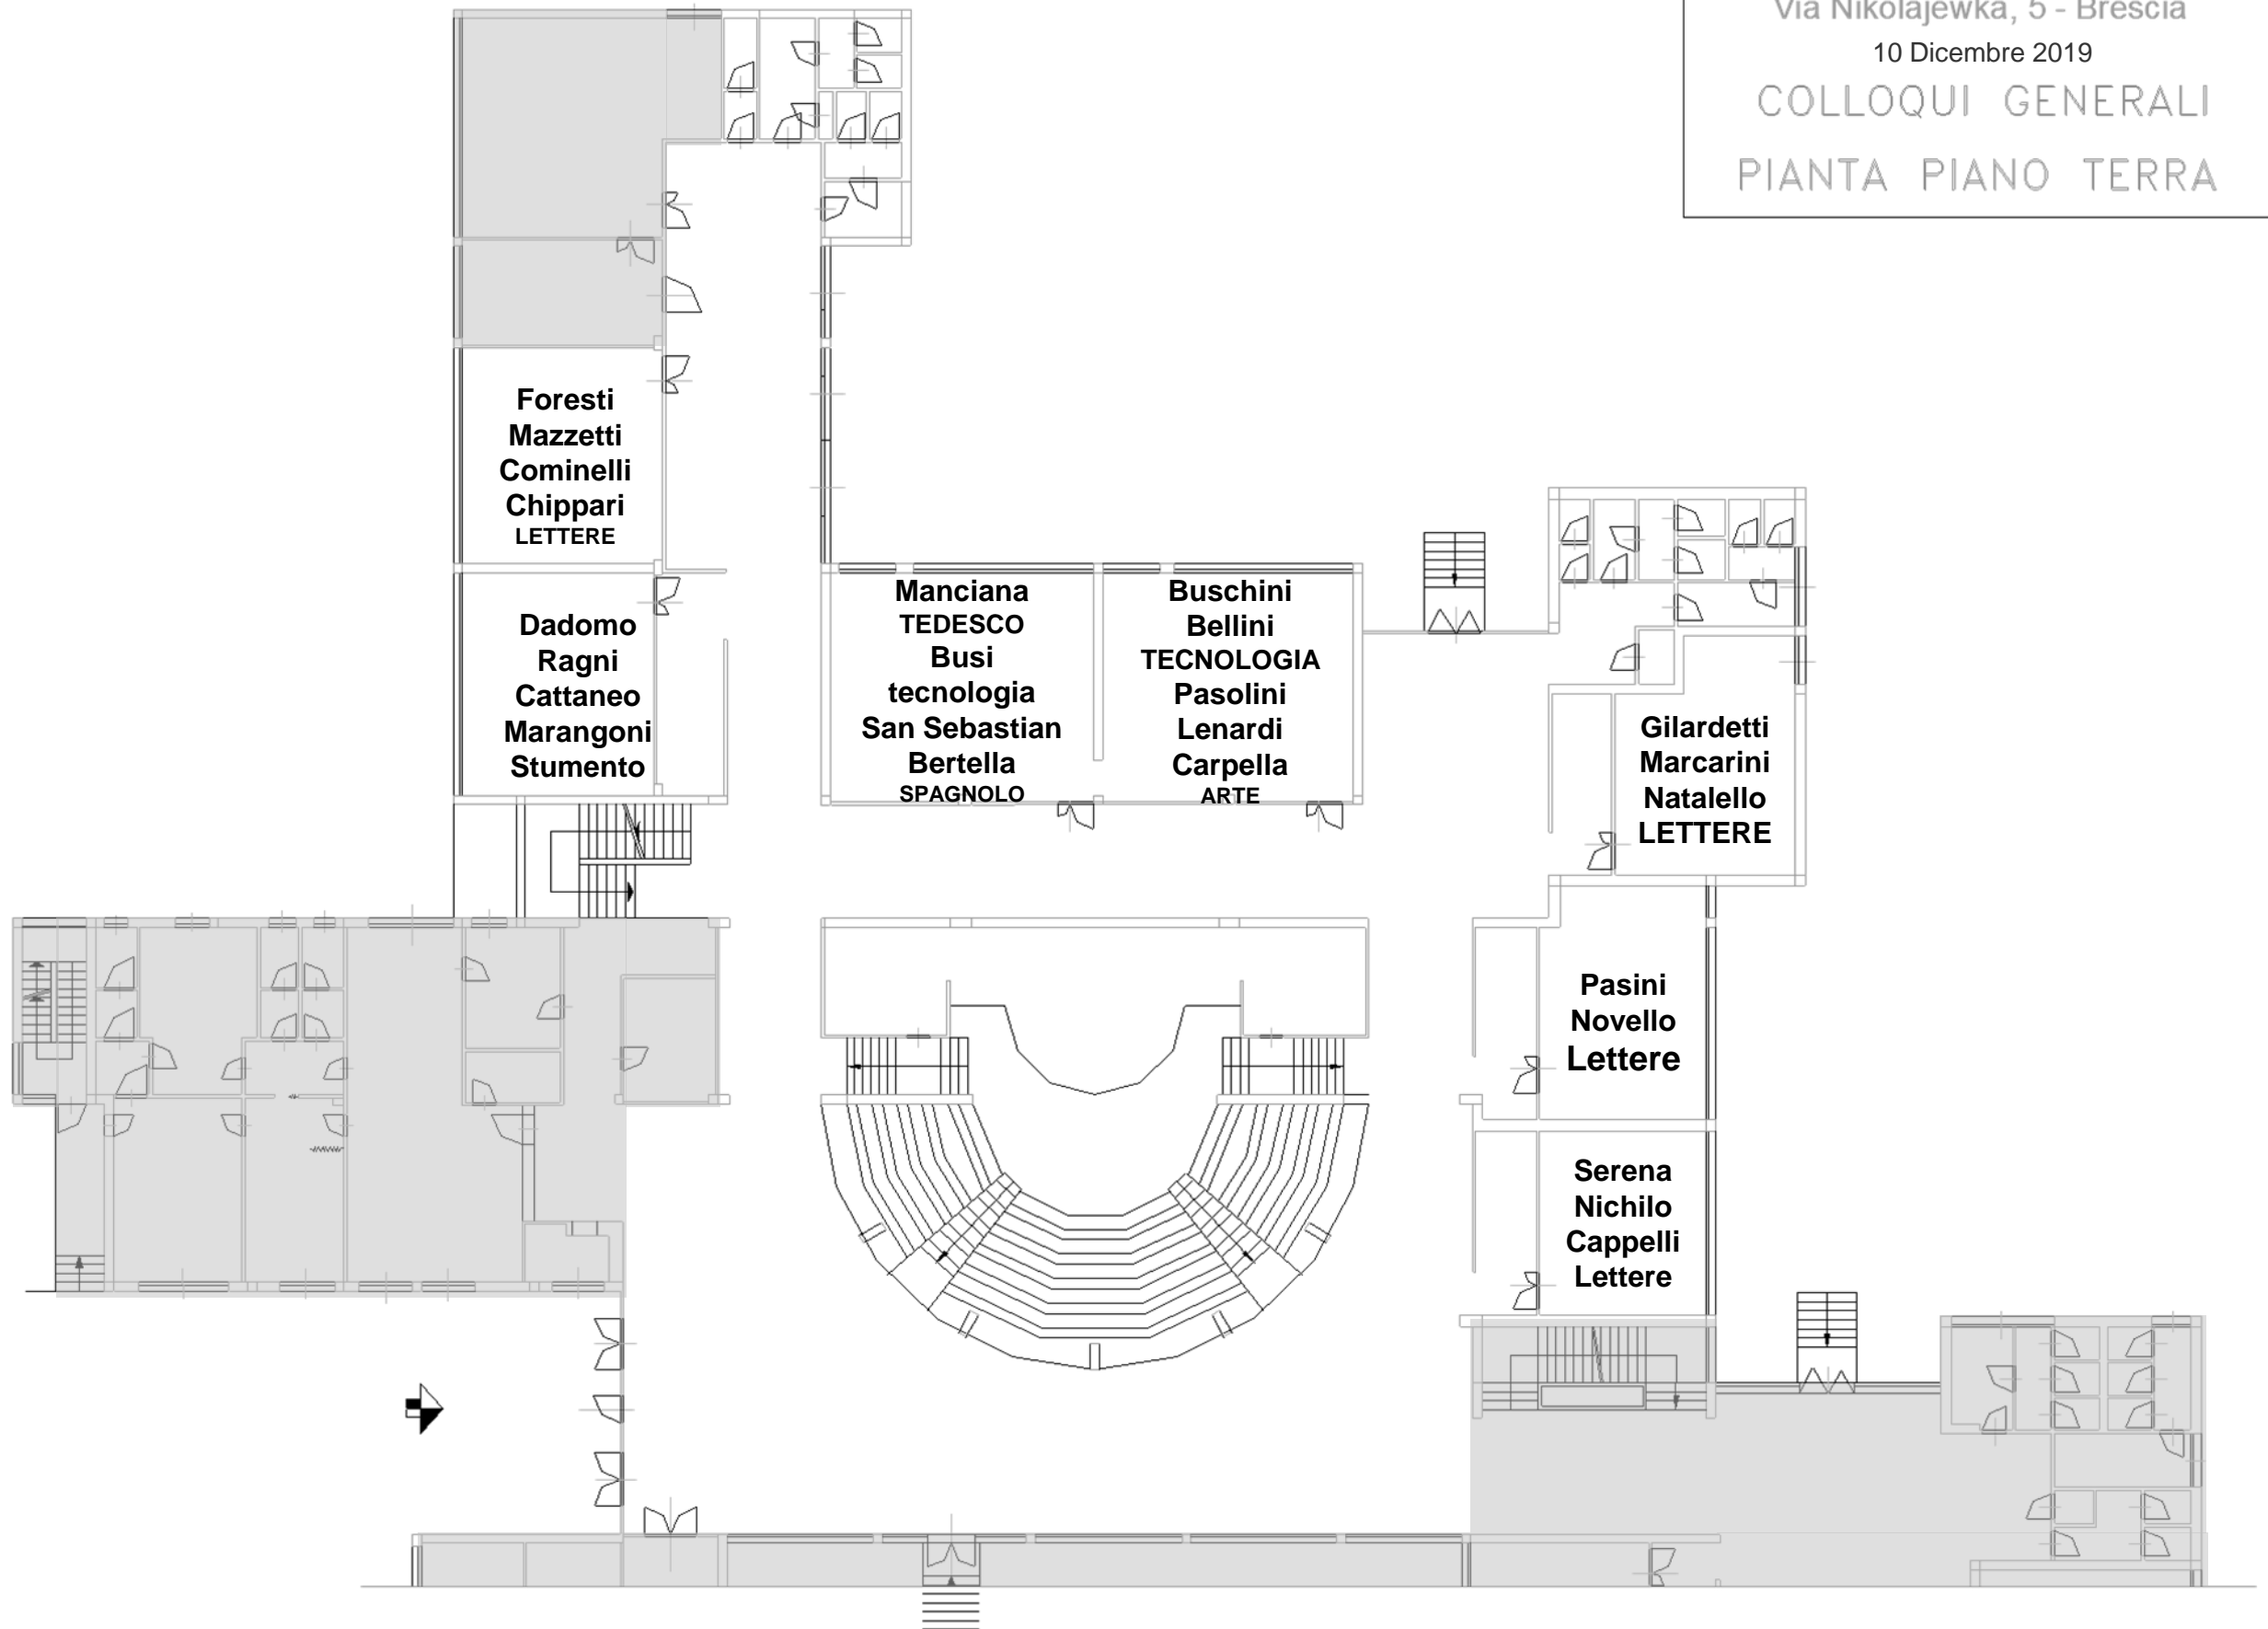 Via Nikolajewka, 5 - Brescia
10 Dicembre 2019
COLLOQUI GENERALI
PIANTA PIANO TERRA
Foresti
Mazzetti
Cominelli
Chippari
LETTERE
Dadomo
Ragni
Cattaneo
Marangoni
Stumento
Manciana
TEDESCO
Busi
tecnologia
San Sebastian
Bertella
SPAGNOLO
Buschini
Bellini
TECNOLOGIA
Pasolini
Lenardi
Carpella
ARTE
Gilardetti
Marcarini
Natalello
LETTERE
Pasini
Novello
Lettere
Serena
Nichilo
Cappelli
Lettere